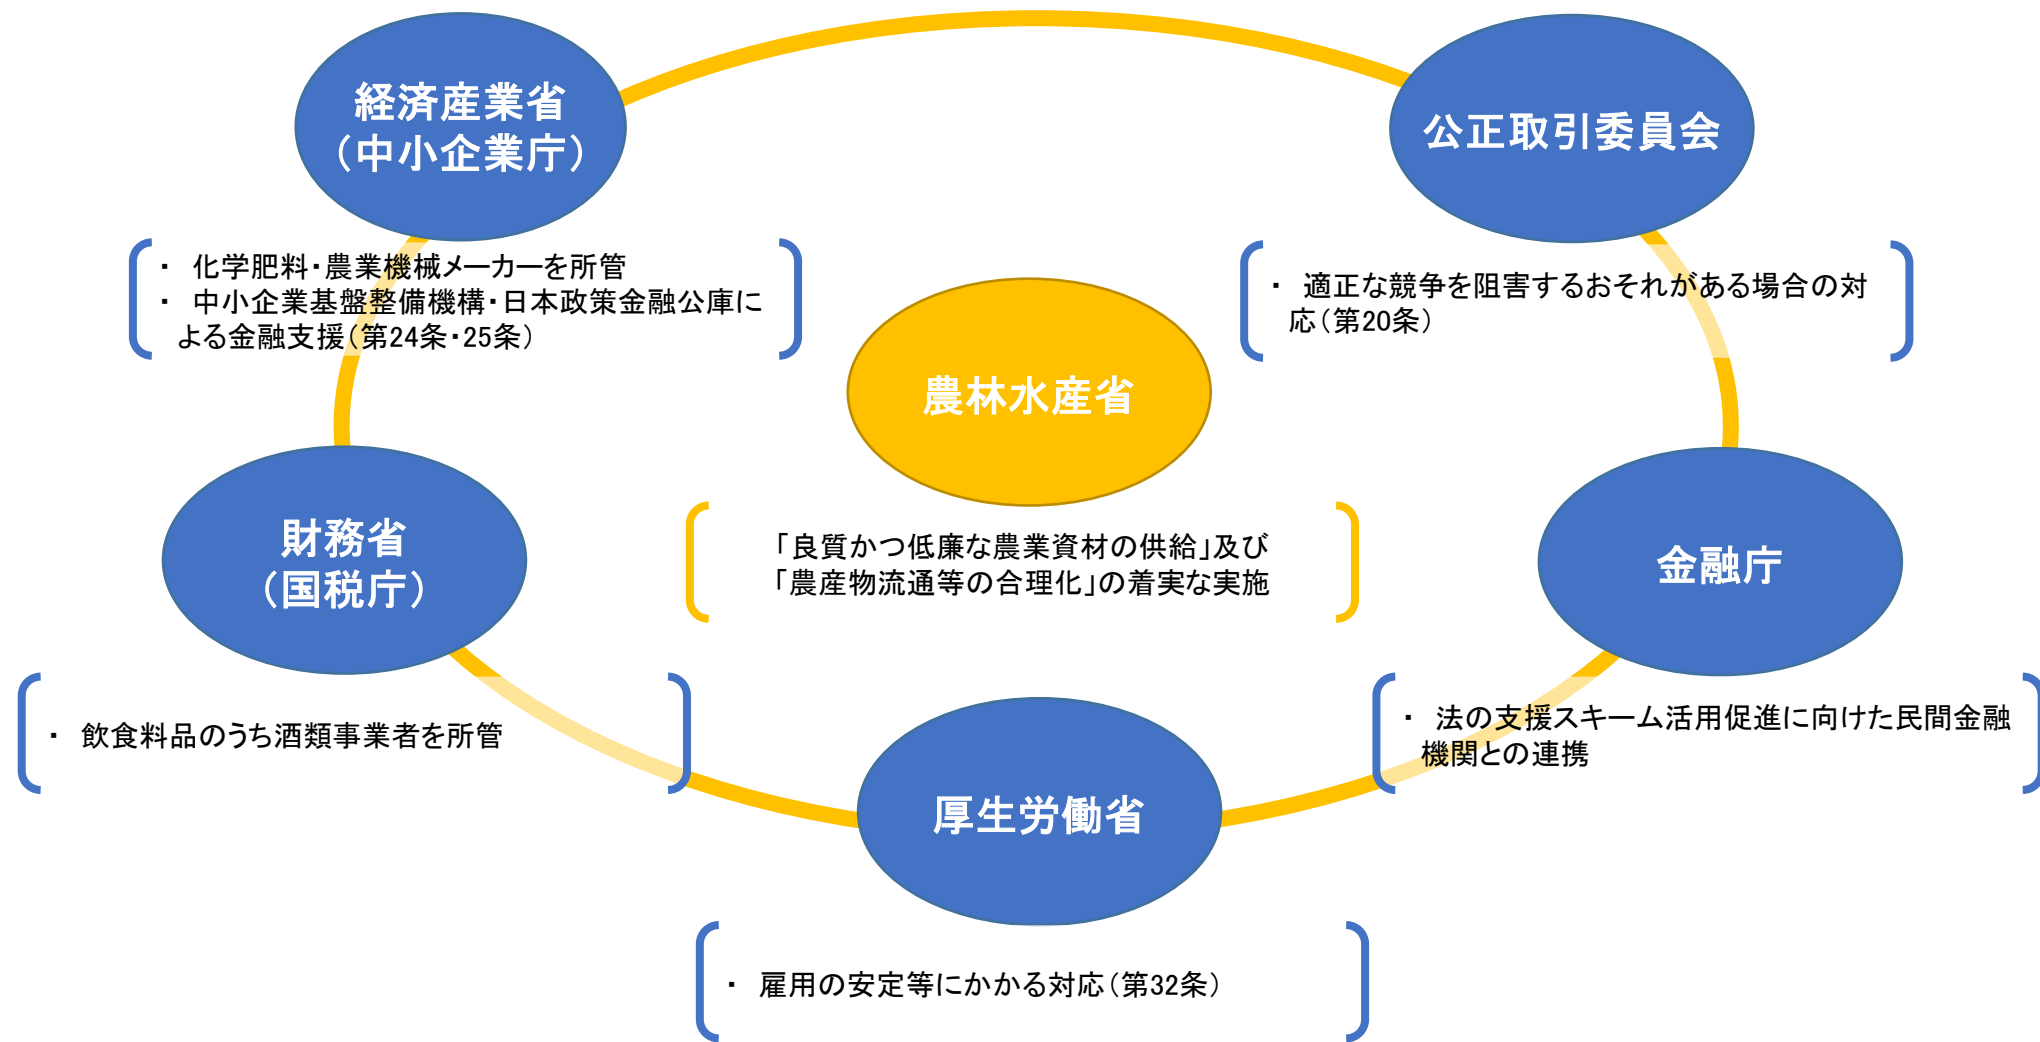 経済産業省
（中小企業庁）
・ 化学肥料・農業機械メーカーを所管
・ 中小企業基盤整備機構・日本政策金融公庫に
よる金融支援（第24条・25条）
公正取引委員会
・ 適正な競争を阻害するおそれがある場合の対
応（第20条）
農林水産省
「良質かつ低廉な農業資材の供給」及び
「農産物流通等の合理化」の着実な実施
財務省
（国税庁）
・ 飲食料品のうち酒類事業者を所管
金融庁
・ 法の支援スキーム活用促進に向けた民間金融
機関との連携
厚生労働省
・ 雇用の安定等にかかる対応（第32条）